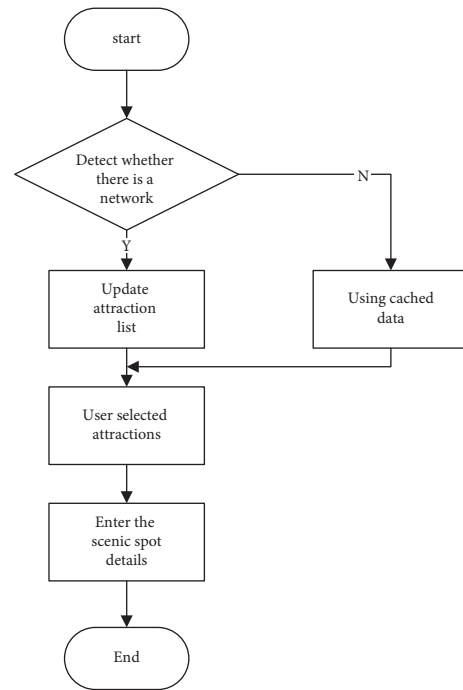 start
Detect whether
there is a
network
N
Y
Update
attraction
list
Using cached
data
User selected
attractions
Enter the
scenic spot
details
End